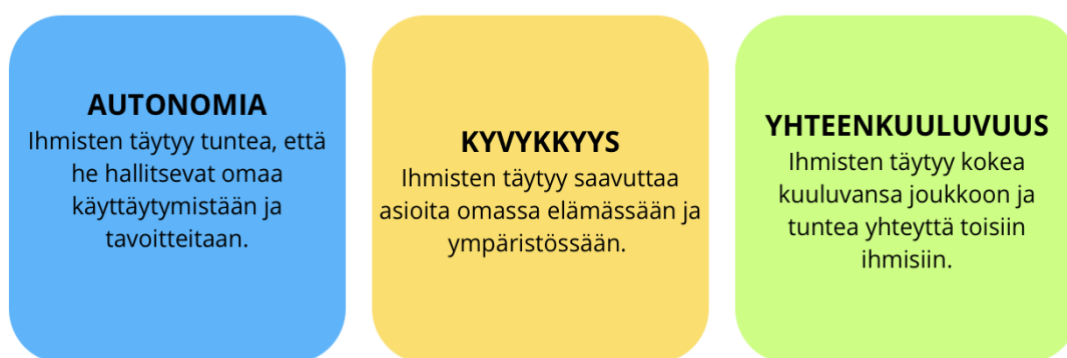 AUTONOMIA
Ihmisten täytyy tuntea, että
he hallitsevat omaa
käyttäytymistään ja
tavoitteitaan.
KYVYKKYYS
Ihmisten täytyy saavuttaa
asioita omassa elämässään ja
ympäristössään.
YHTEENKUULUVUUS
Ihmisten täytyy kokea
kuuluvansa joukkoon ja
tuntea yhteyttä toisiin
ihmisiin.